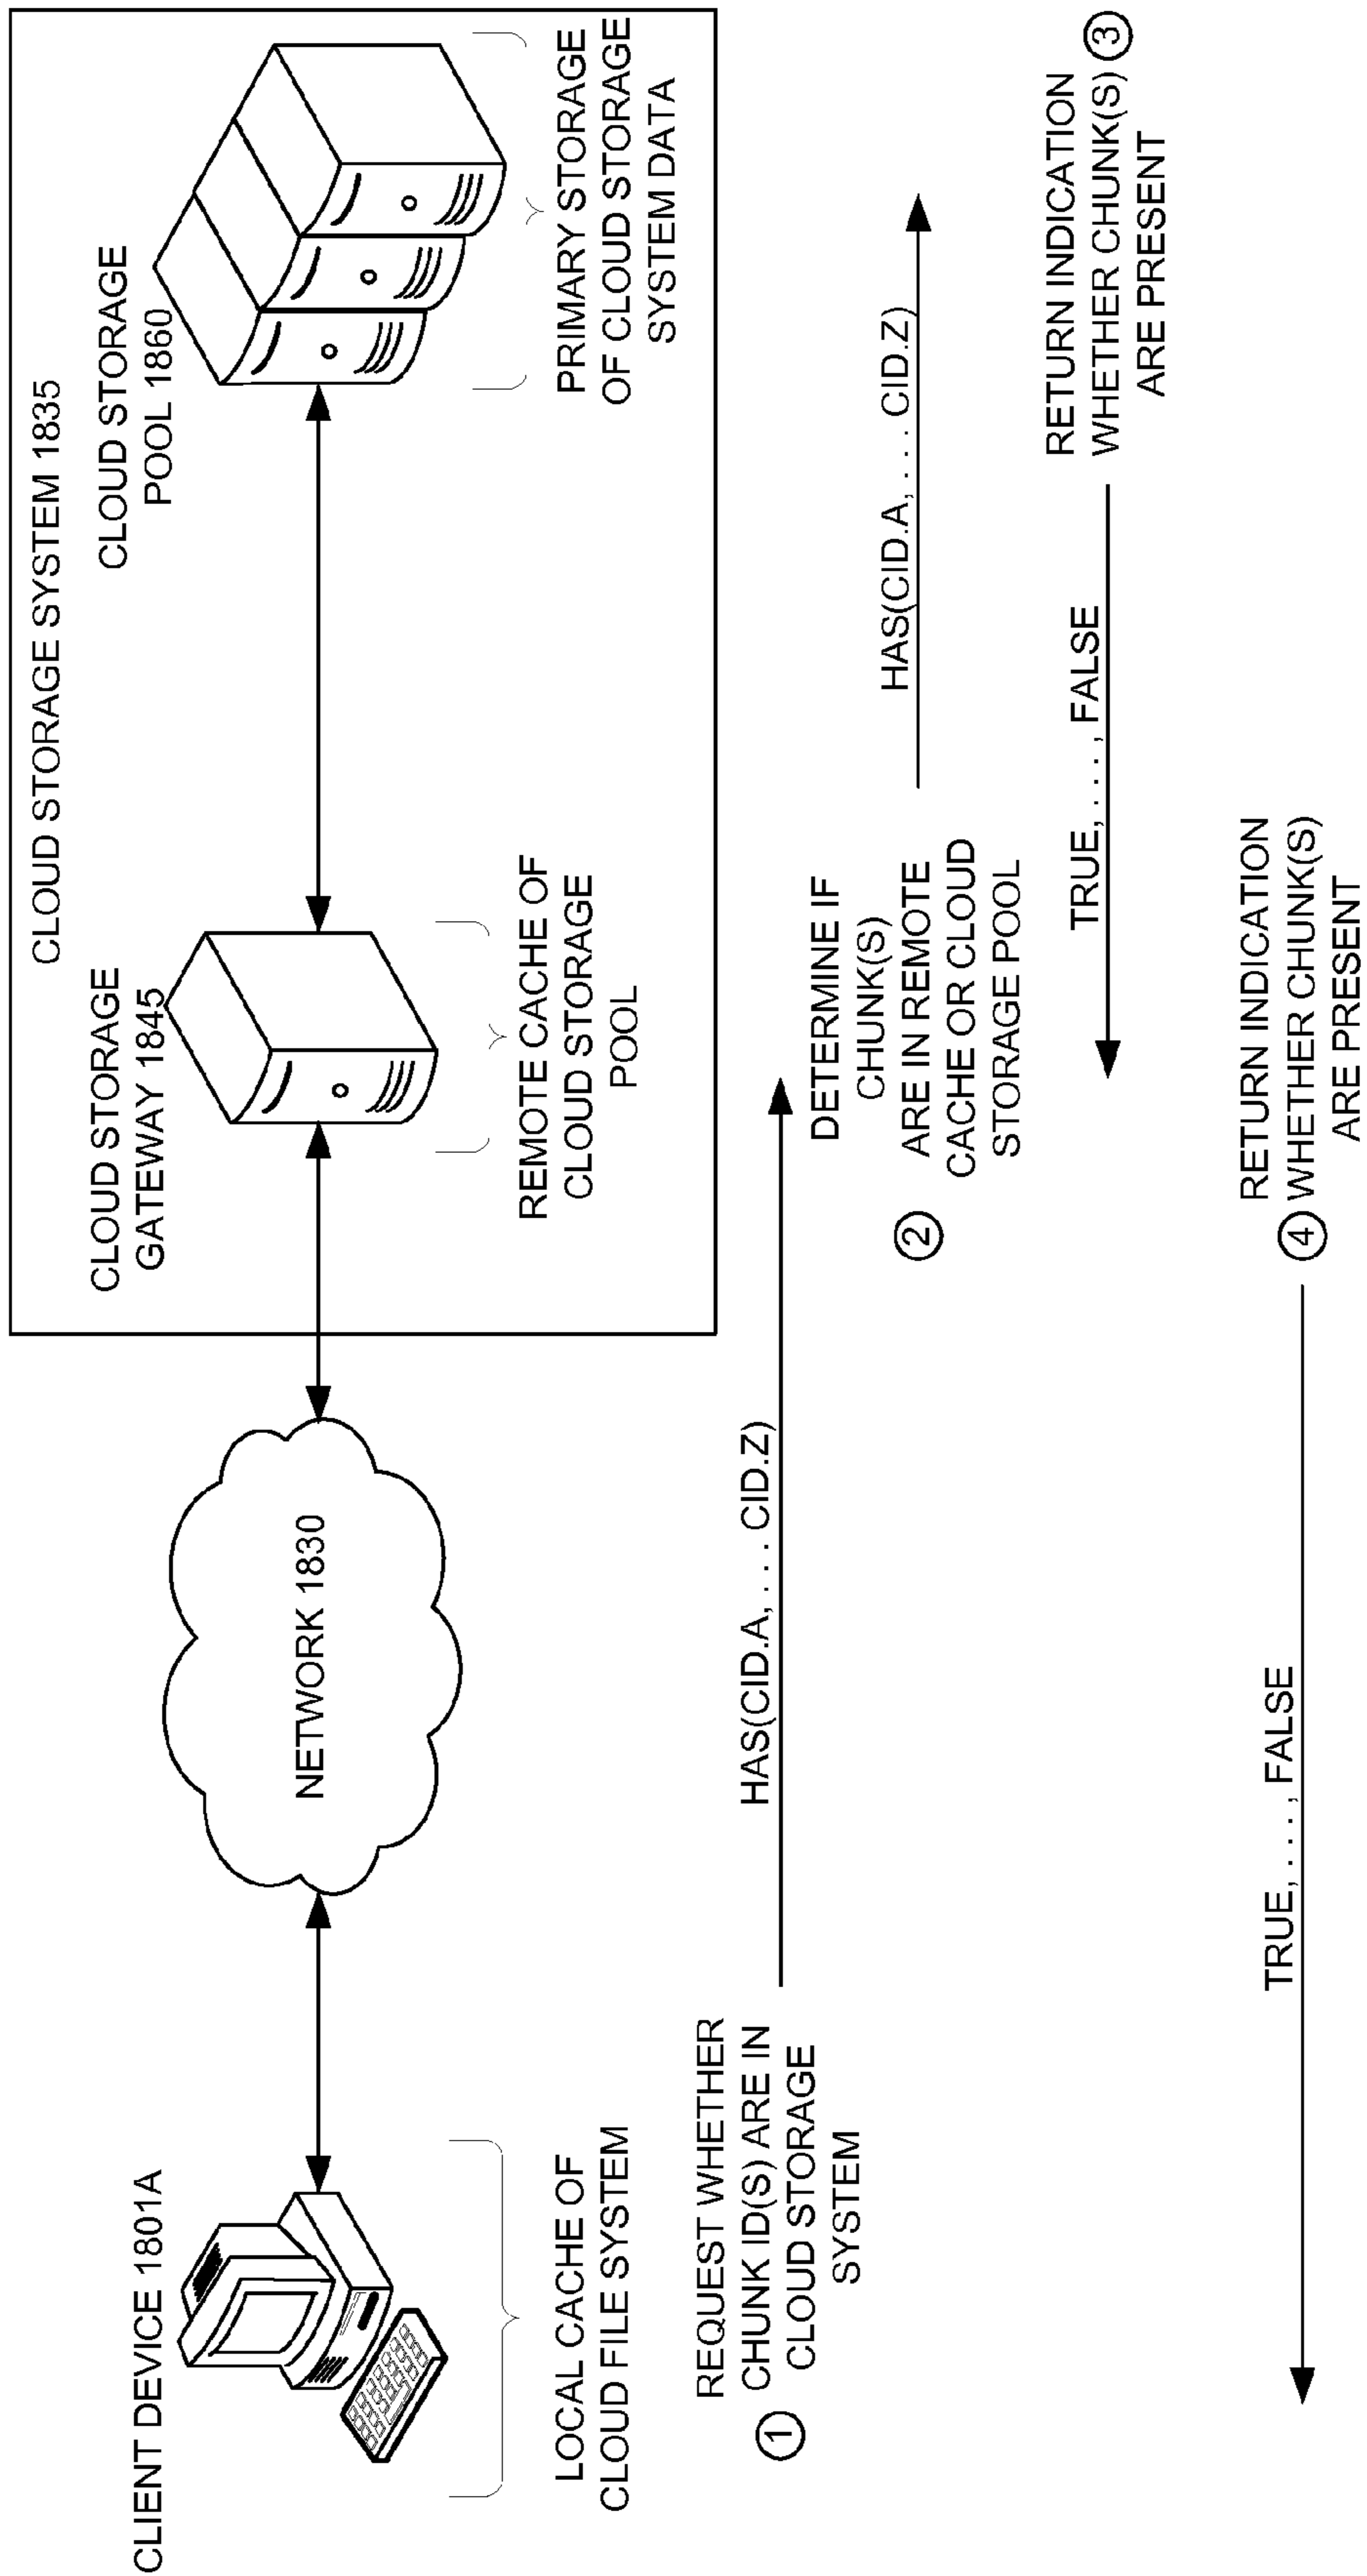 CLOUD STORAGE SYSTEM 1835
CLIENT DEVICE 1801A
CLOUD STORAGE
GATEWAY 1845
CLOUD STORAGE
POOL 1860
NETWORK 1830
LOCAL CACHE OF
CLOUD FILE SYSTEM
REMOTE CACHE OF
CLOUD STORAGE
POOL
PRIMARY STORAGE
OF CLOUD STORAGE
SYSTEM DATA
1
REQUEST WHETHER
CHUNK ID(S) ARE IN
CLOUD STORAGE
SYSTEM
HAS(CID.A, . . . CID.Z)
2
DETERMINE IF
CHUNK(S)
ARE IN REMOTE
CACHE OR CLOUD
STORAGE POOL
HAS(CID.A, . . . CID.Z)
RETURN INDICATION
WHETHER CHUNK(S) 3
ARE PRESENT
TRUE, . . . , FALSE
RETURN INDICATION
4 WHETHER CHUNK(S)
ARE PRESENT
TRUE, . . . , FALSE